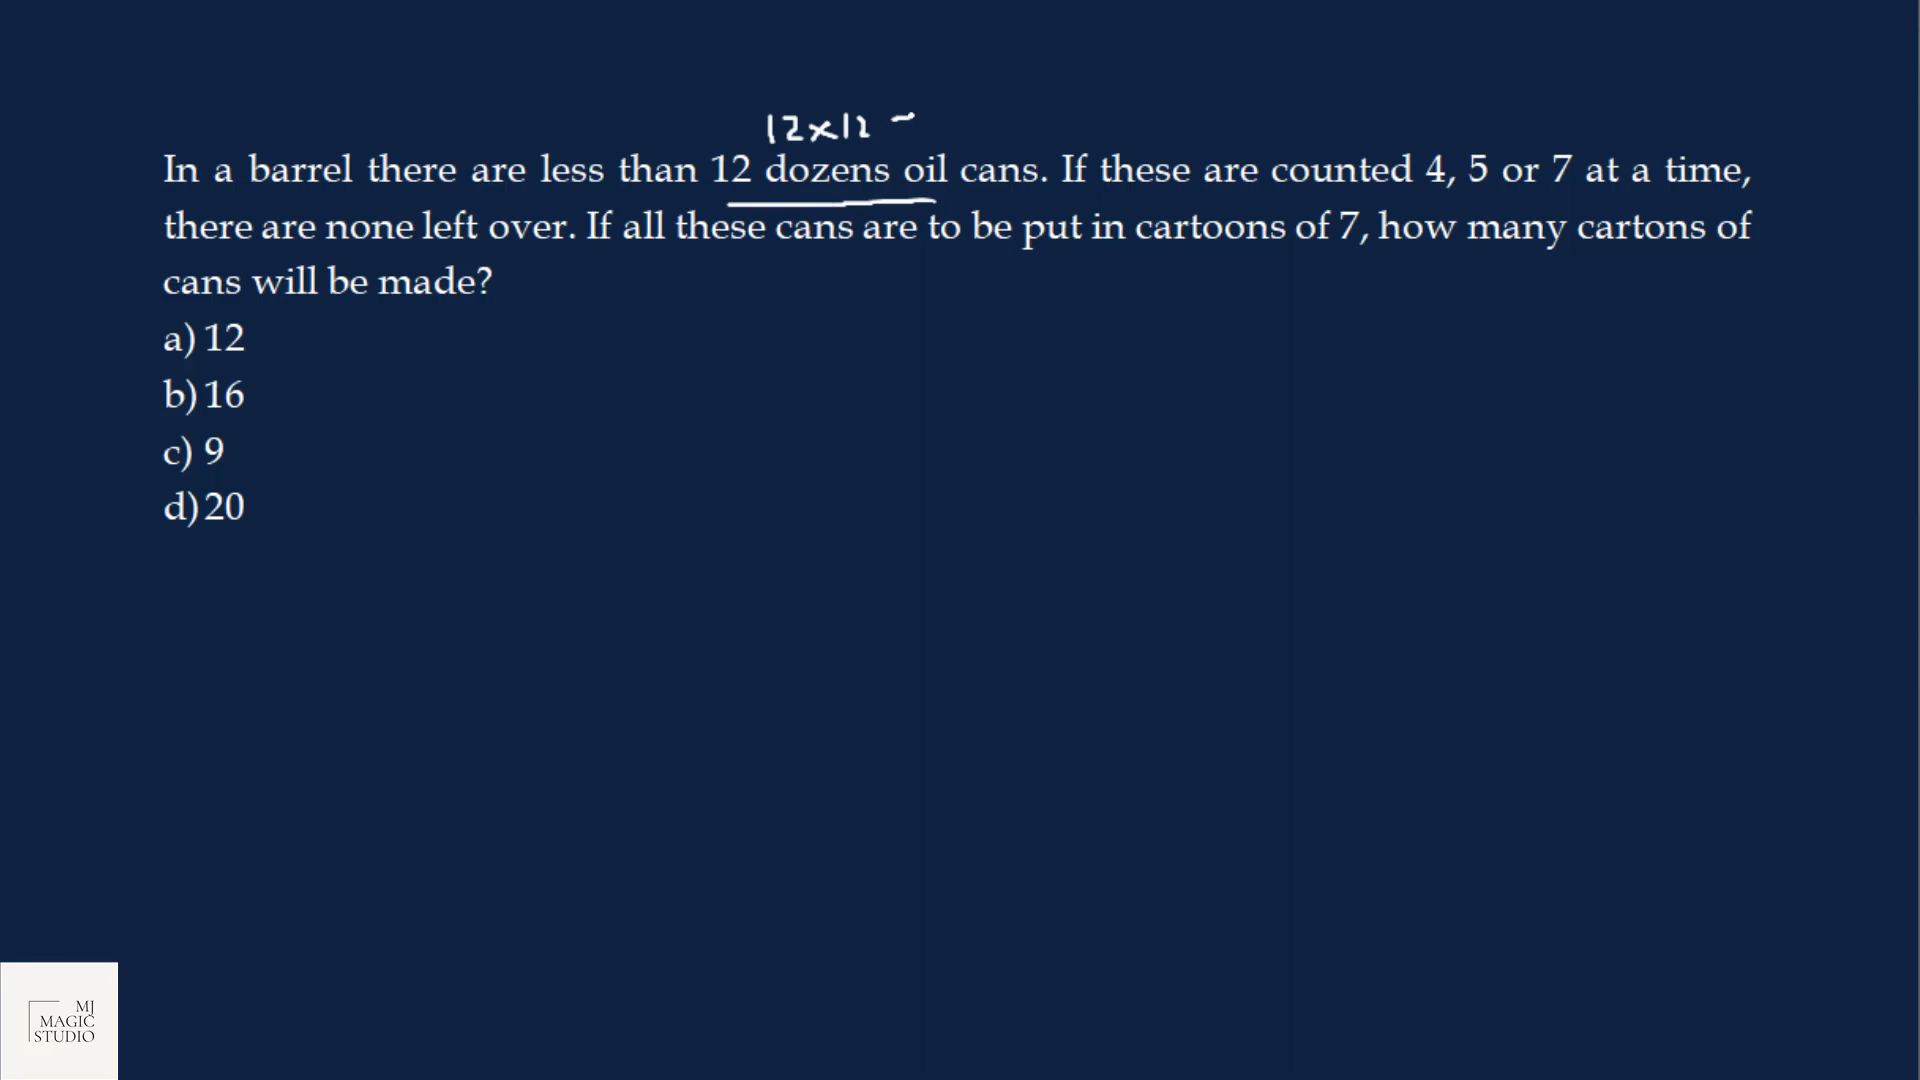 12x12 -
In a barrel there are less than 12 dozens oil cans. If these are counted 4, 5 or 7 at a time,
there are none left over. If all these cans are to be put in cartoons of 7, how many cartons of
cans will be made?
a) 12
b) 16
c) 9
d) 20
MJ
MAGIC
STUDIO